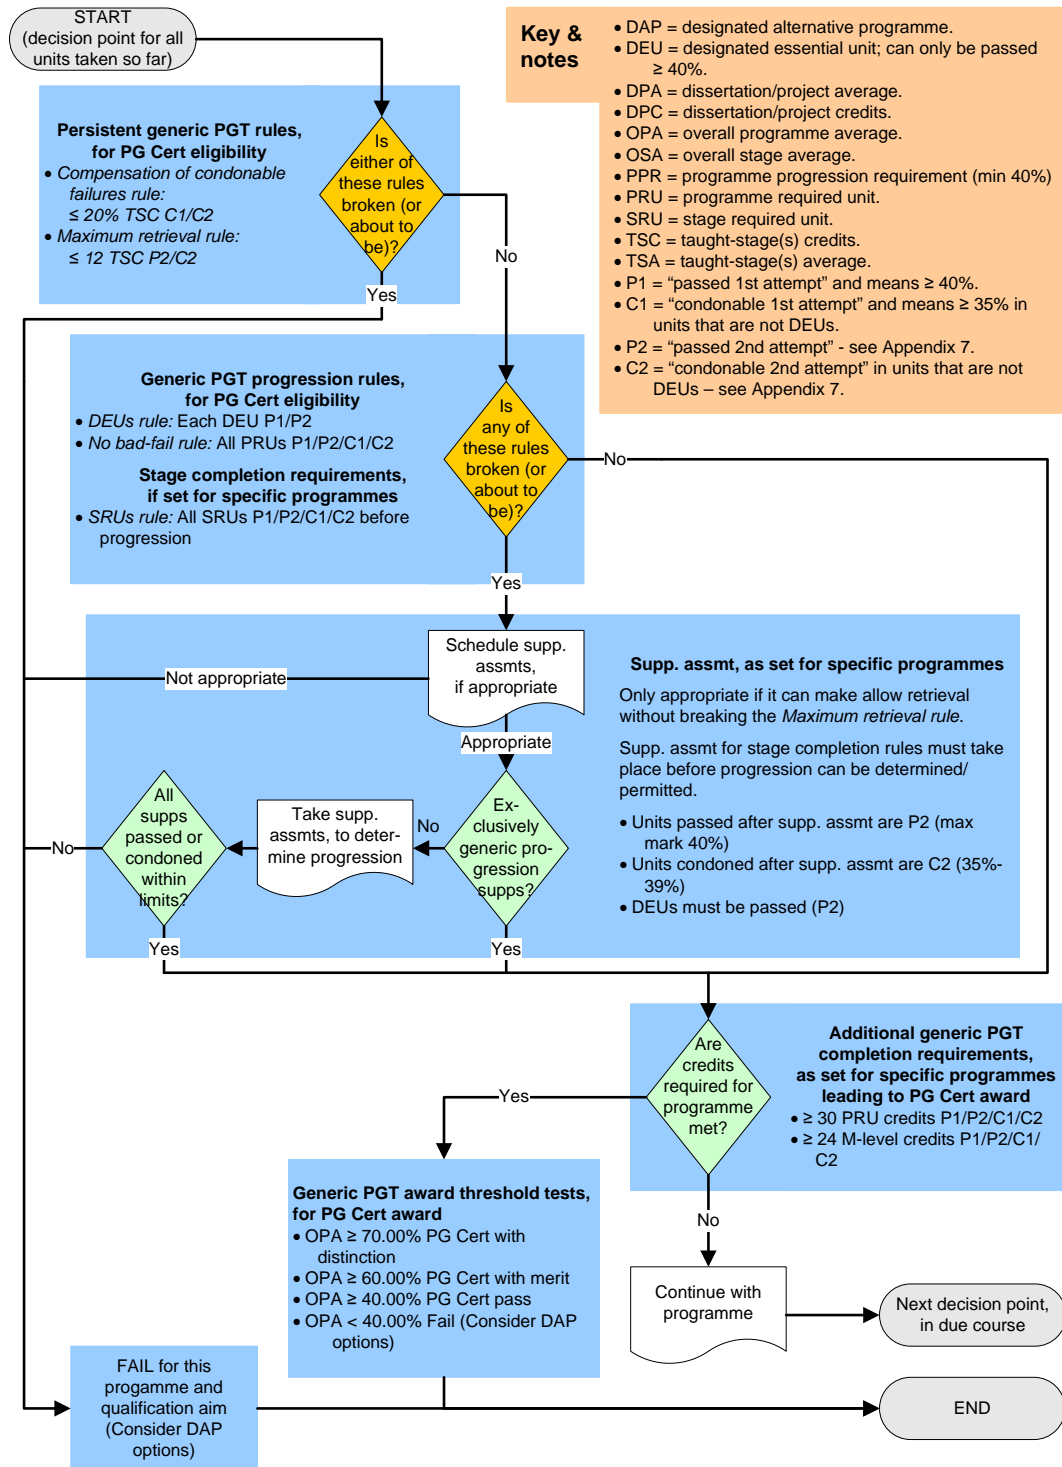 START
(decision point for all
units taken so far)
Key &
notes
• DAP = designated alternative programme.
• DEU = designated essential unit; can only be passed
≥ 40%.
• DPA = dissertation/project average.
• DPC = dissertation/project credits.
• OPA = overall programme average.
• OSA = overall stage average.
• PPR = programme progression requirement (min 40%)
• PRU = programme required unit.
• SRU = stage required unit.
• TSC = taught-stage(s) credits.
• TSA = taught-stage(s) average.
• P1 = “passed 1st attempt” and means ≥ 40%.
• C1 = “condonable 1st attempt” and means ≥ 35% in
units that are not DEUs.
• P2 = “passed 2nd attempt” - see Appendix 7.
• C2 = “condonable 2nd attempt” in units that are not
DEUs – see Appendix 7.
Persistent generic PGT rules,
for PG Cert eligibility
• Compensation of condonable
failures rule:
≤ 20% TSC C1/C2
• Maximum retrieval rule:
≤ 12 TSC P2/C2
Is
either of
these rules
broken (or
about to
be)?
No
Yes
Generic PGT progression rules,
for PG Cert eligibility
• DEUs rule: Each DEU P1/P2
• No bad-fail rule: All PRUs P1/P2/C1/C2
Stage completion requirements,
if set for specific programmes
• SRUs rule: All SRUs P1/P2/C1/C2 before
progression
Is
any of
these rules
broken (or
about to
be)?
No
Yes
Schedule supp.
assmts,
if appropriate
Not appropriate
Appropriate
Supp. assmt, as set for specific programmes
Only appropriate if it can make allow retrieval
without breaking the Maximum retrieval rule.
Supp. assmt for stage completion rules must take
place before progression can be determined/
permitted.
• Units passed after supp. assmt are P2 (max
mark 40%)
• Units condoned after supp. assmt are C2 (35%-
39%)
• DEUs must be passed (P2)
Ex-
clusively
generic pro-
gression
supps?
No
Take supp.
assmts, to deter-
mine progression
All
supps
passed or
condoned
within
limits?
No
Yes
Yes
Are
credits
required for
programme
met?
Additional generic PGT
completion requirements,
as set for specific programmes
leading to PG Cert award
• ≥ 30 PRU credits P1/P2/C1/C2
• ≥ 24 M-level credits P1/P2/C1/
C2
Yes
No
Generic PGT award threshold tests,
for PG Cert award
• OPA ≥ 70.00% PG Cert with
distinction
• OPA ≥ 60.00% PG Cert with merit
• OPA ≥ 40.00% PG Cert pass
• OPA < 40.00% Fail (Consider DAP
options)
Continue with
programme
Next decision point,
in due course
FAIL for this
progamme and
qualification aim
(Consider DAP
options)
END